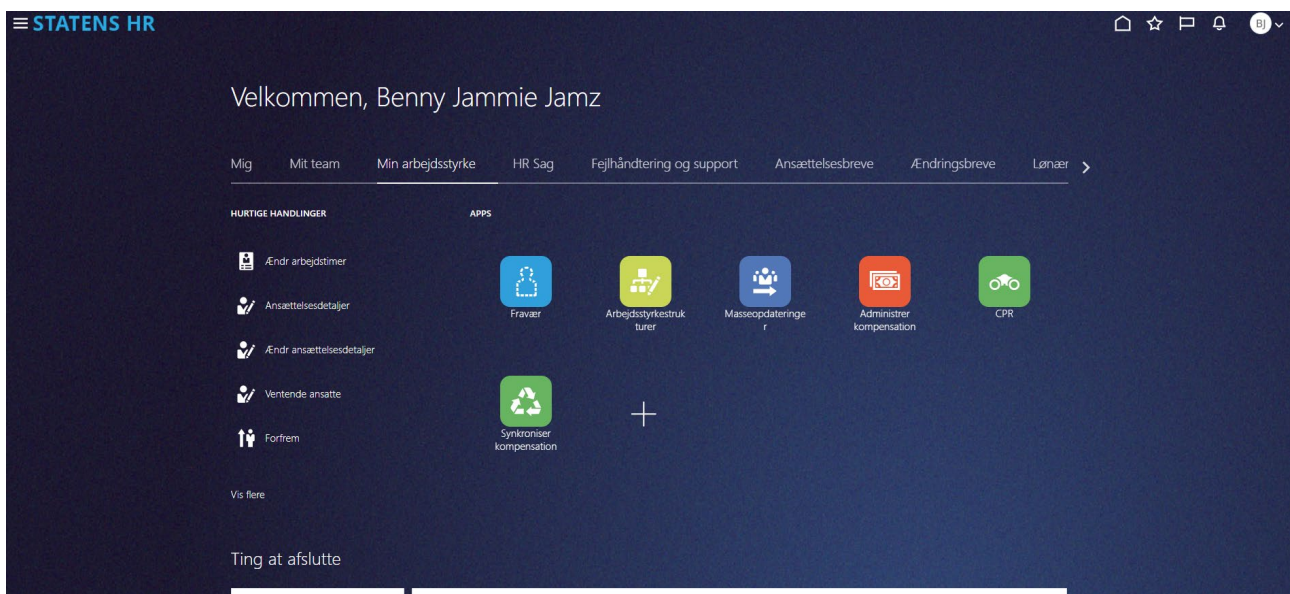 STATENS HR
BJ
Velkommen, Benny Jammie Jamz
Mig Mit team Min arbejdsstyrke HR Sag Fejlhåndtering og support Ansættelsesbreve Ændringsbreve Lønær
HURTIGE HANDLINGER
Ændr arbejdstimer
Ansættelsesdetaljer
Ændr ansættelsesdetaljer
Ventende ansatte
Forfrem
Vis flere
APPS
Fravær
Arbejdsstyrkestruk
turer
Masseopdateringe
r
Administrer
kompensation
CPR
Synkroniser
kompensation
Ting at afslutte